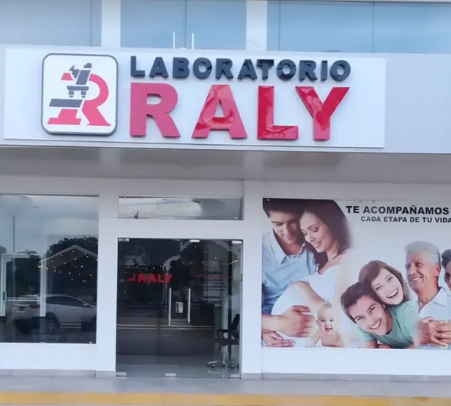 LABORATORIO
RALY
TE ACOMPAÑAMOS
CADA ETAPA DE TU VIDA
RALY